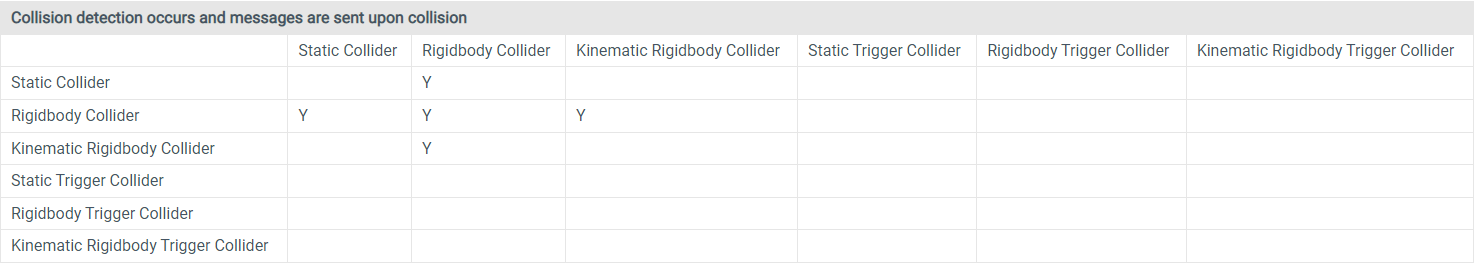 Collision detection occurs and messages are sent upon collision
Static Collider Rigidbody Collider Kinematic Rigidbody Collider Static Trigger Collider Rigidbody Trigger Collider Kinematic Rigidbody Trigger Collider
Static Collider Y
Rigidbody Collider Y Y Y
Kinematic Rigidbody Collider Y
Static Trigger Collider
Rigidbody Trigger Collider
Kinematic Rigidbody Trigger Collider